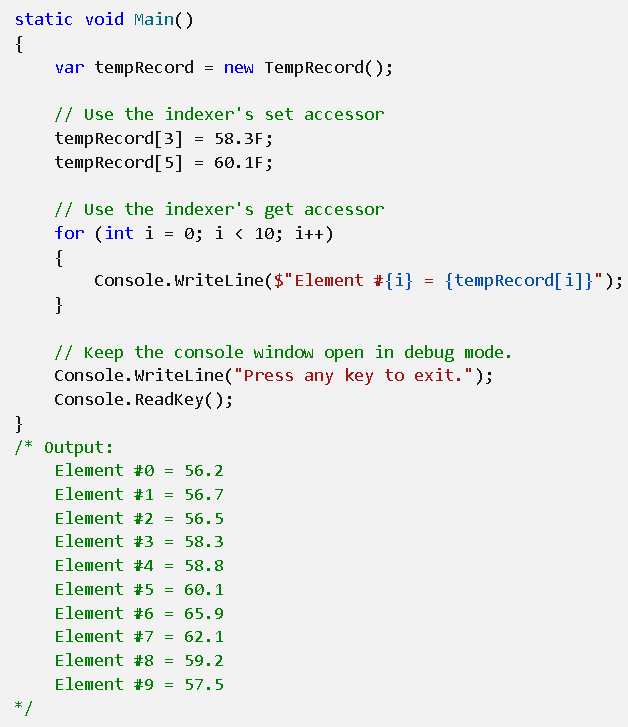 static void Main()
{
    var tempRecord = new TempRecord();

    // Use the indexer's set accessor
    tempRecord[3] = 58.3F;
    tempRecord[5] = 60.1F;

    // Use the indexer's get accessor
    for (int i = 0; i < 10; i++)
    {
        Console.WriteLine($"Element #{i} = {tempRecord[i]}");
    }

    // Keep the console window open in debug mode.
    Console.WriteLine("Press any key to exit.");
    Console.ReadKey();
}
/* Output:
    Element #0 = 56.2
    Element #1 = 56.7
    Element #2 = 56.5
    Element #3 = 58.3
    Element #4 = 58.8
    Element #5 = 60.1
    Element #6 = 65.9
    Element #7 = 62.1
    Element #8 = 59.2
    Element #9 = 57.5
*/